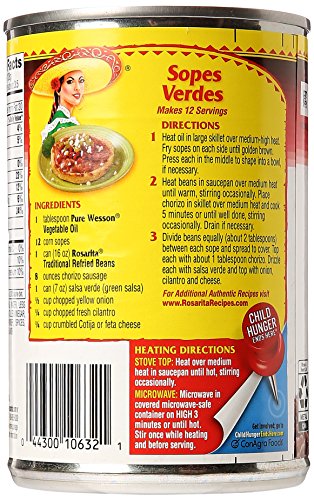 Facts
Sopes
Verdes
Makes 12 Servings
DIRECTIONS
1 Heat oil in large skillet over medium-high heat.
Fry sopes on each side until golden brown.
Press each in the middle to shape into a bowl,
if necessary.
2 Heat beans in saucepan over medium heat
until warm, stirring occasionally. Place
chorizo in medium heated skillet and cook
5 minutes or until well done, stirring
occasionally. Drain if necessary.
3 Divide beans equally (about 2 tablespoons)
between each sope and spread to cover. Top
each with about 1 tablespoon chorizo. Drizzle
each with salsa verde and top with onion,
cilantro and cheese.
For Additional Authentic Recipes visit
www.RosaritaRecipes.com
INGREDIENTS
1 tablespoon Pure Wesson®
Vegetable Oil
12 corn sopes
1 can (16 oz) Rosarita®
Traditional Refried Beans
6 ounces chorizo sausage
1 can (7 oz) salsa verde (green salsa)
cup chopped yellow onion
cup chopped fresh cilantro
cup crumbled Cotija or feta cheese
CHILD
HUNGER
ENDS HERE
HEATING DIRECTIONS
STOVE TOP: Heat over medium
heat in saucepan until hot, stirring
occasionally.
MICROWAVE: Microwave in
covered microwave-safe
container on HIGH 3
minutes or until hot.
Stir once while heating
and before serving.
Get involved, go to
ChildHungerEndsHere.com
ConAgra Foods
0 44300 10632 1